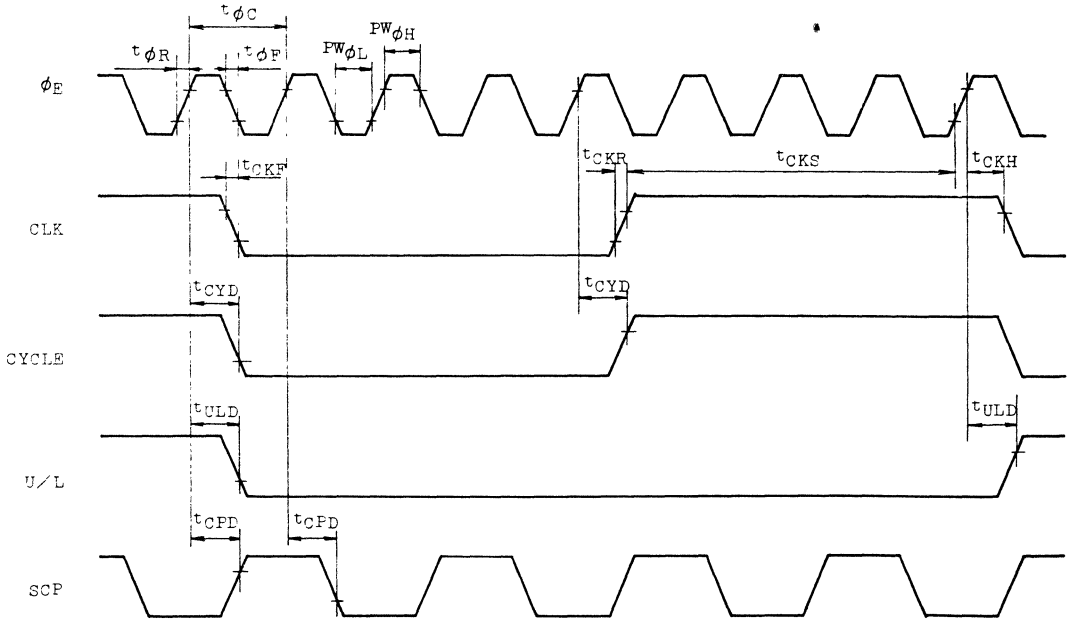 tφC
tφR
tφF
PWφL
PWφH
φE
tCKF
tCKR
tCKS
tCKH
CLK
tCYD
tCYD
CYCLE
tULD
tULD
U/L
tCPD
tCPD
SCP